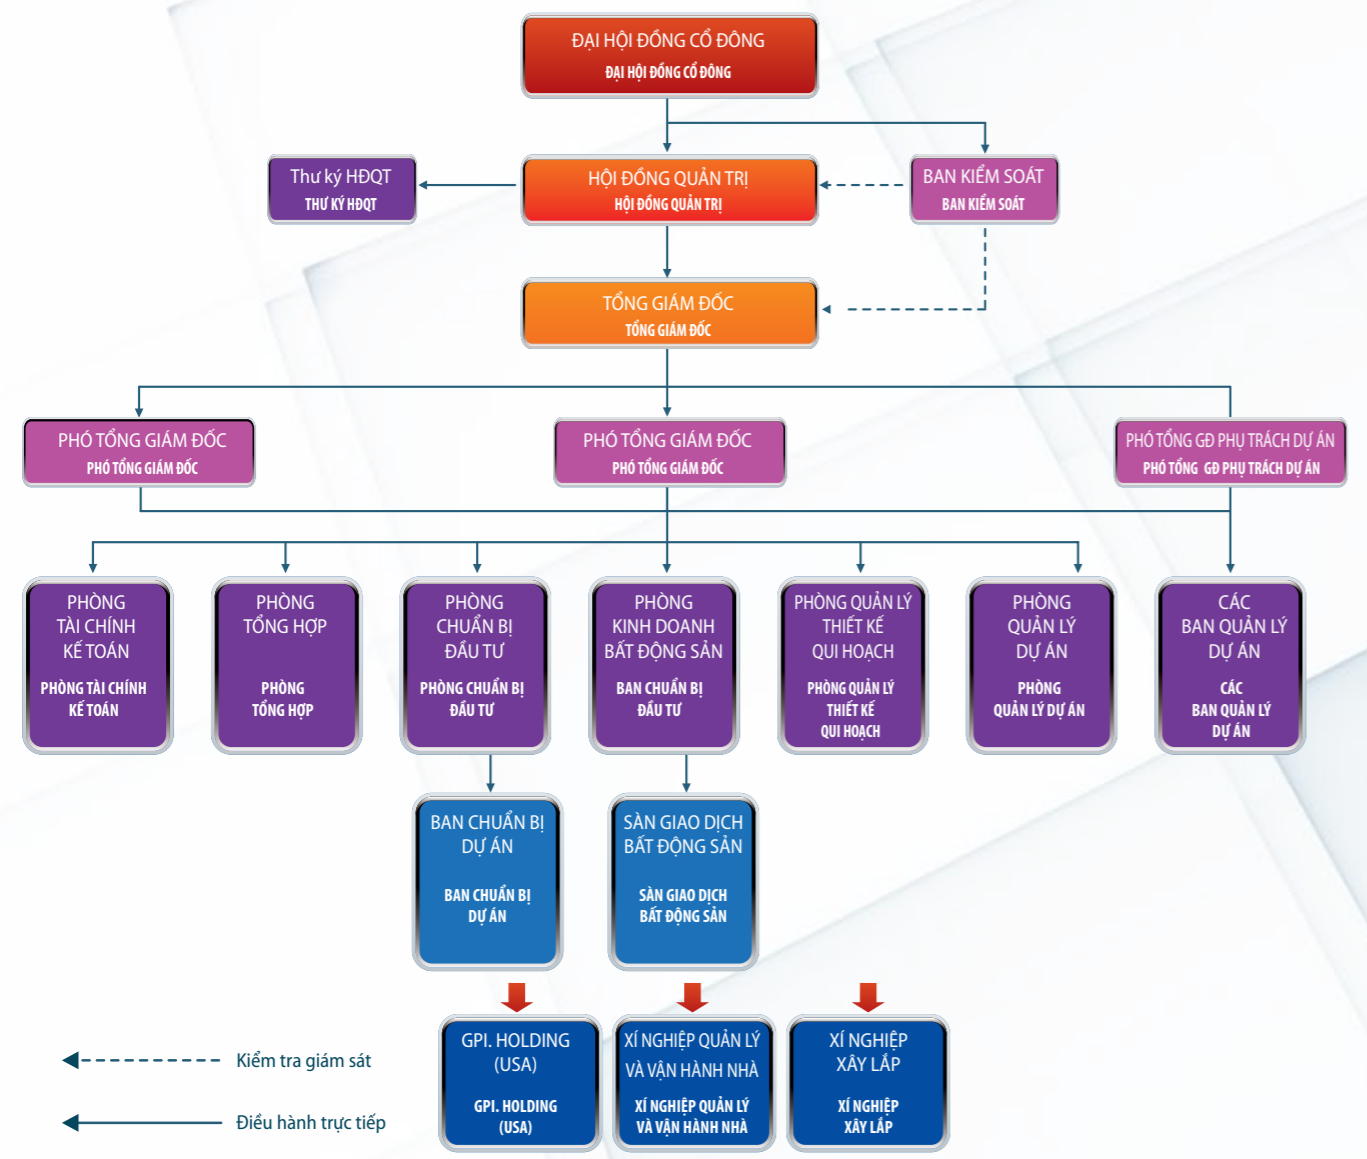 ĐẠI HỘI ĐỒNG CỔ ĐÔNG
ĐẠI HỘI ĐỒNG CỔ ĐÔNG
Thư ký HĐQT
THƯ KÝ HĐQT
HỘI ĐỒNG QUẢN TRỊ
HỘI ĐỒNG QUẢN TRỊ
BAN KIỂM SOÁT
BAN KIỂM SOÁT
TỔNG GIÁM ĐỐC
TỔNG GIÁM ĐỐC
PHÓ TỔNG GIÁM ĐỐC
PHÓ TỔNG GIÁM ĐỐC
PHÓ TỔNG GIÁM ĐỐC
PHÓ TỔNG GIÁM ĐỐC
PHÓ TỔNG GĐ PHỤ TRÁCH DỰ ÁN
PHÓ TỔNG GĐ PHỤ TRÁCH DỰ ÁN
PHÒNG
TÀI CHÍNH
KẾ TOÁN
PHÒNG TÀI CHÍNH
KẾ TOÁN
PHÒNG
TỔNG HỢP
PHÒNG
TỔNG HỢP
PHÒNG
CHUẨN BỊ
ĐẦU TƯ
PHÒNG CHUẨN BỊ
ĐẦU TƯ
PHÒNG
KINH DOANH
BẤT ĐỘNG SẢN
BAN CHUẨN BỊ
ĐẦU TƯ
PHÒNG QUẢN LÝ
THIẾT KẾ
QUI HOẠCH
PHÒNG QUẢN LÝ
THIẾT KẾ
QUI HOẠCH
PHÒNG
QUẢN LÝ
DỰ ÁN
PHÒNG
QUẢN LÝ DỰ ÁN
CÁC
BAN QUẢN LÝ
DỰ ÁN
CÁC
BAN QUẢN LÝ
DỰ ÁN
BAN CHUẨN BỊ
DỰ ÁN
BAN CHUẨN BỊ
DỰ ÁN
SÀN GIAO DỊCH
BẤT ĐỘNG SẢN
SÀN GIAO DỊCH
BẤT ĐỘNG SẢN
GPI. HOLDING
(USA)
GPI. HOLDING
(USA)
XÍ NGHIỆP QUẢN LÝ
VÀ VẬN HÀNH NHÀ
XÍ NGHIỆP QUẢN LÝ
VÀ VẬN HÀNH NHÀ
XÍ NGHIỆP
XÂY LẮP
XÍ NGHIỆP
XÂY LẮP
Kiểm tra giám sát
Điều hành trực tiếp